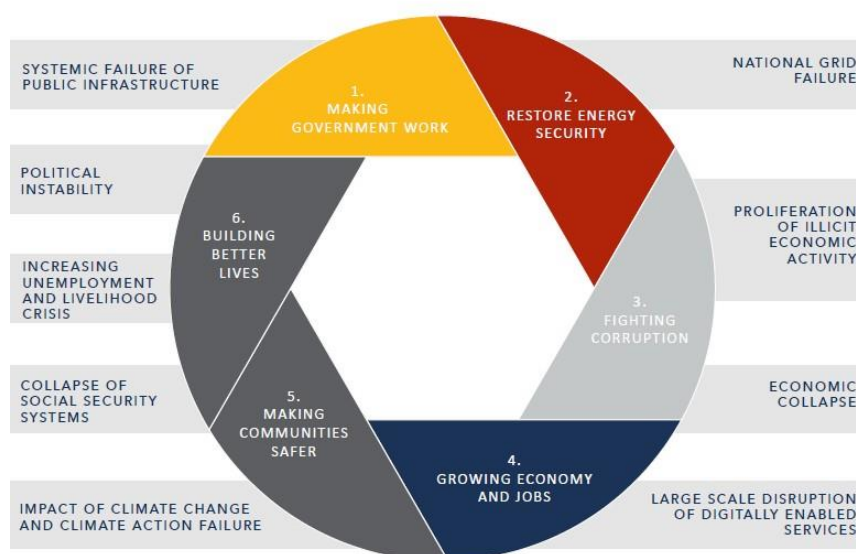 SYSTEMIC FAILURE OF
PUBLIC INFRASTRUCTURE
POLITICAL
INSTABILITY
INCREASING
UNEMPLOYMENT
AND LIVELIHOOD
CRISIS
COLLAPSE OF
SOCIAL SECURITY
SYSTEMS
IMPACT OF CLIMATE CHANGE
AND CLIMATE ACTION FAILURE
1.
MAKING
GOVERNMENT WORK
2.
RESTORE ENERGY
SECURITY
3.
FIGHTING
CORRUPTION
4.
GROWING ECONOMY
AND JOBS
5.
MAKING
COMMUNITIES
SAFER
6.
BUILDING
BETTER
LIVES
NATIONAL GRID
FAILURE
PROLIFERATION
OF ILLICIT
ECONOMIC
ACTIVITY
ECONOMIC
COLLAPSE
LARGE SCALE DISRUPTION
OF DIGITALLY ENABLED
SERVICES